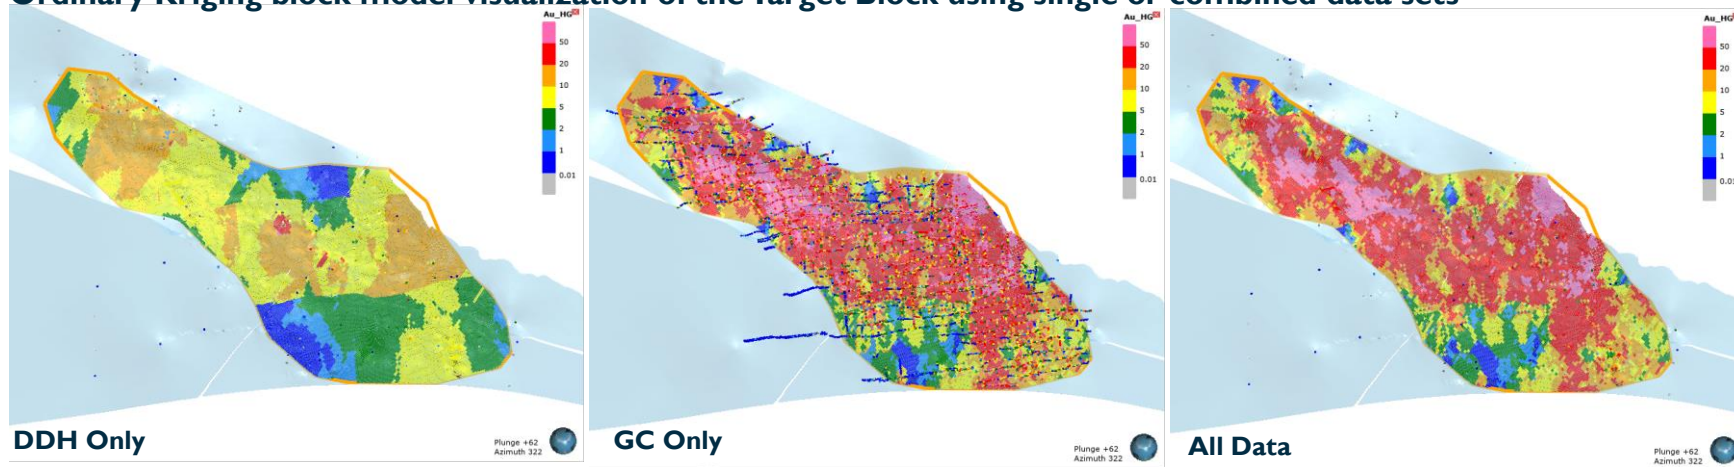 Ordinary Kriging block model visualization of the Target Block using single or combined data sets
Au_HG
50
20
10
5
2
1
0.01
DDH Only
Plunge +62
Azimuth 322
Au_HG
50
20
10
5
2
1
0.01
GC Only
Plunge +62
Azimuth 322
Au_HG
50
20
10
5
2
1
0.01
All Data
Plunge +62
Azimuth 322